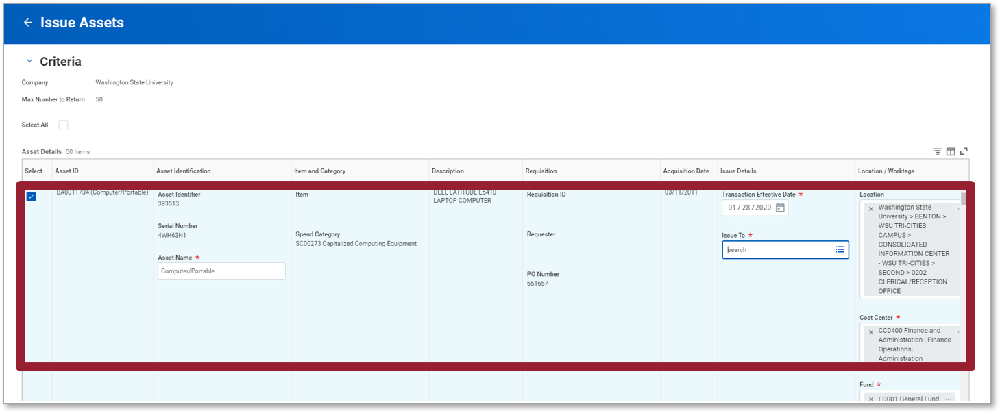 Issue Assets
Criteria
Company Washington State University
Max Number to Return 50
Select All
Asset Details 50 items
Select Asset ID Asset Identification Item and Category Description Requisition Acquisition Date Issue Details Location / Worktags
BA0011734 (Computer/Portable)
Asset Identifier
393513
Serial Number
4WH63N1
Asset Name *
Computer/Portable
Item
Spend Category
SC00273 Capitalized Computing Equipment
DELL LATITUDE E5410
LAPTOP COMPUTER
Requisition ID
Requester
PO Number
651657
03/11/2011
Transaction Effective Date *
01 / 28 / 2020
Issue To *
search
Location
Washington State
University > BENTON >
WSU TRI-CITIES
CAMPUS >
CONSOLIDATED
INFORMATION CENTER
- WSU TRI-CITIES >
SECOND > 0202
CLERICAL/RECEPTION
OFFICE
Cost Center *
CC0400 Finance and
Administration | Finance
Operations|
Administration
Fund *
FD001 General Fund